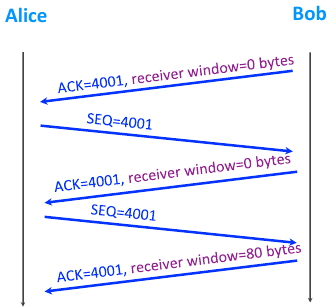 Alice
Bob
ACK=4001, receiver window=0 bytes
SEQ=4001
ACK=4001, receiver window=0 bytes
SEQ=4001
ACK=4001, receiver window=80 bytes